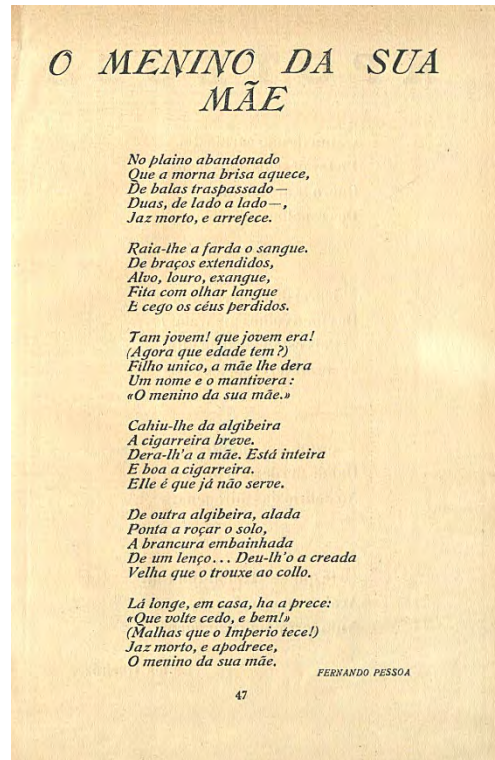 O MENINO DA SUA
MÃE
No plaino abandonado
Que a morna brisa aquece,
De balas traspassado—
Duas, de lado a lado—,
Jaz morto, e arrefece.
Raia-lhe a farda o sangue.
De braços extendidos,
Alvo, louro, exangue,
Fita com olhar langue
E cego os céus perdidos.
Tam jovem! que jovem era!
(Agora que edade tem?)
Filho unico, a mãe lhe dera
Um nome e o mantivera:
«O menino da sua mãe.»
Cahiu-lhe da algibeira
A cigarreira breve.
Dera-lh'a a mãe. Está inteira
E boa a cigarreira.
Elle é que já não serve.
De outra algibeira, alada
Ponta a roçar o solo,
A brancura embainhada
De um lenço... Deu-lh'o a creada
Velha que o trouxe ao collo.
Lá longe, em casa, ha a prece:
«Que volte cedo, e bem!»
(Malhas que o Imperio tece!)
Jaz morto, e apodrece,
O menino da sua mãe.
FERNANDO PESSOA
47